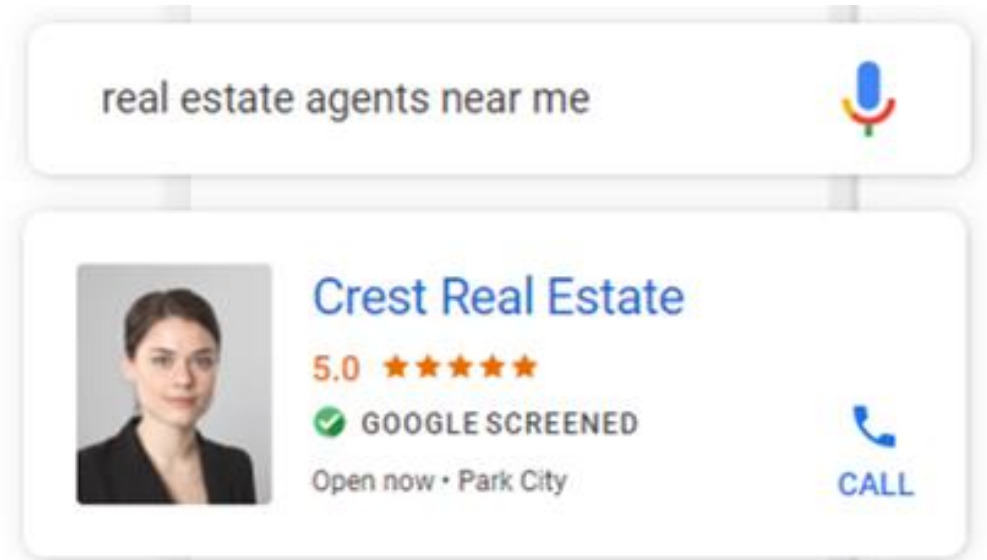 real estate agents near me
Crest Real Estate
5.0
GOOGLE SCREENED
Open now • Park City
CALL